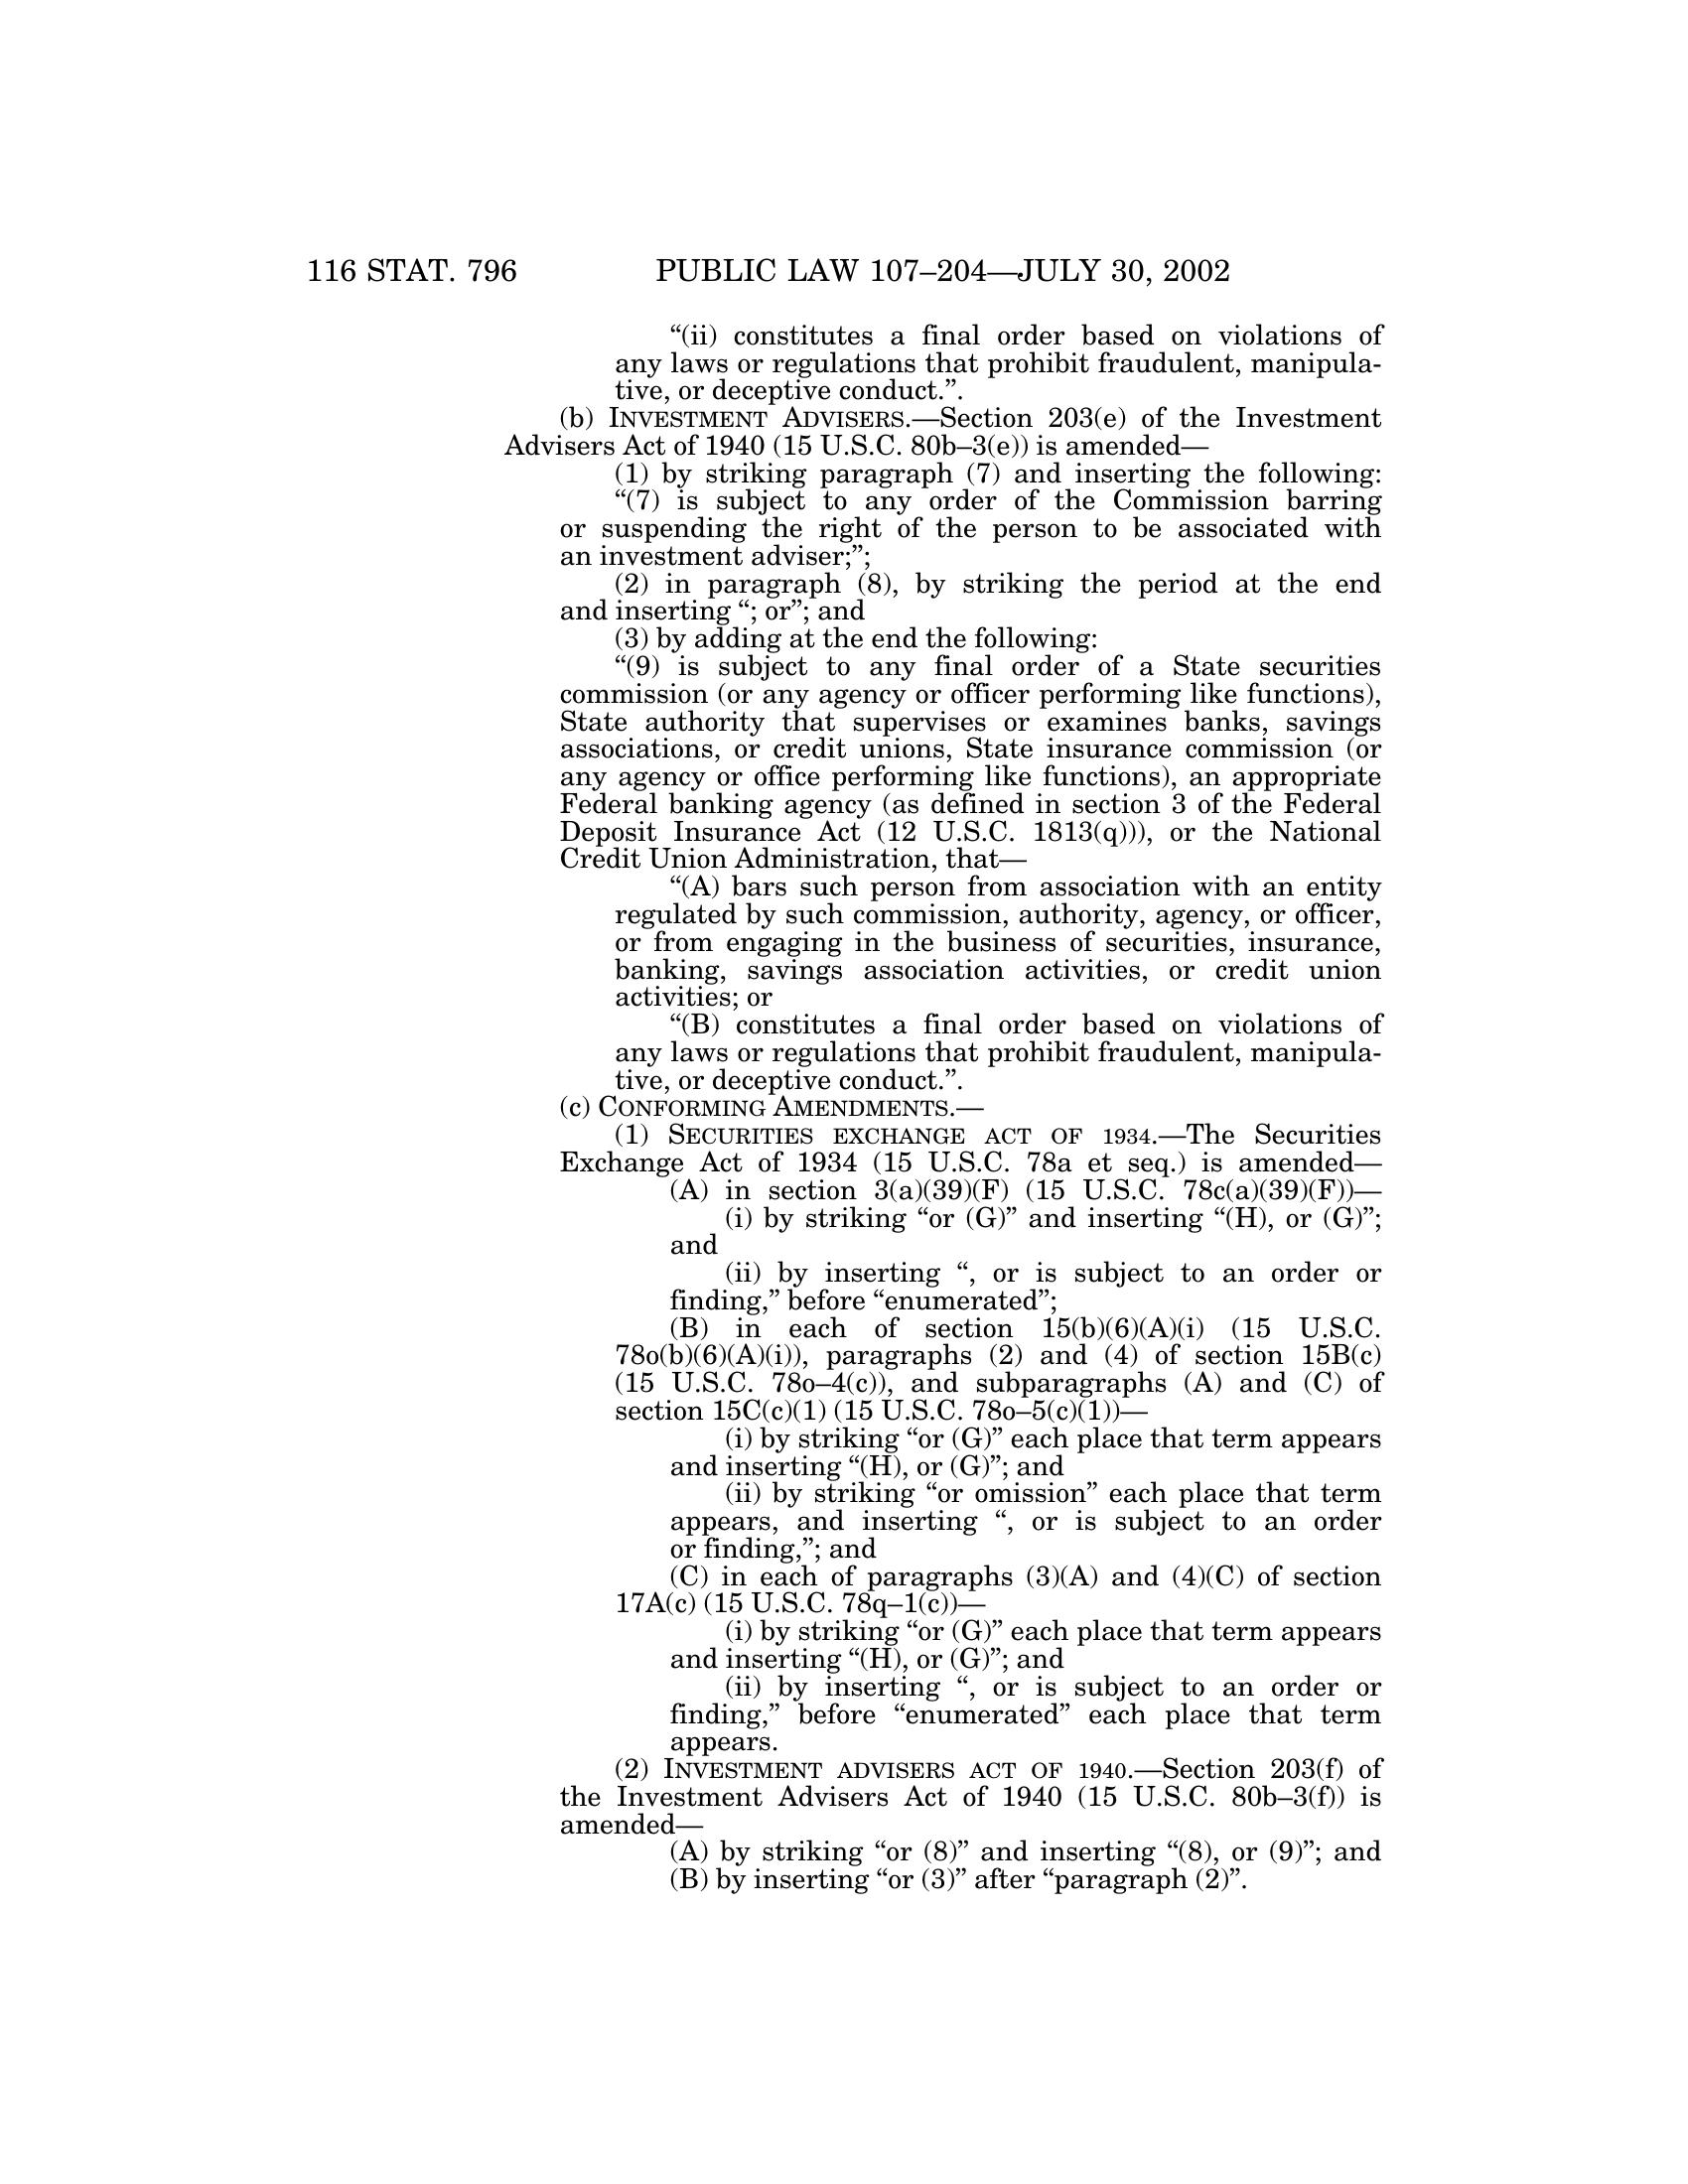 116 STAT. 796 PUBLIC LAW 107–204—JULY 30, 2002
“(ii) constitutes a final order based on violations of
any laws or regulations that prohibit fraudulent, manipula-
tive, or deceptive conduct.”.
(b) INVESTMENT ADVISERS.—Section 203(e) of the Investment
Advisers Act of 1940 (15 U.S.C. 80b–3(e)) is amended—
(1) by striking paragraph (7) and inserting the following:
“(7) is subject to any order of the Commission barring
or suspending the right of the person to be associated with
an investment adviser;”;
(2) in paragraph (8), by striking the period at the end
and inserting “; or”; and
(3) by adding at the end the following:
“(9) is subject to any final order of a State securities
commission (or any agency or officer performing like functions),
State authority that supervises or examines banks, savings
associations, or credit unions, State insurance commission (or
any agency or office performing like functions), an appropriate
Federal banking agency (as defined in section 3 of the Federal
Deposit Insurance Act (12 U.S.C. 1813(q))), or the National
Credit Union Administration, that—
“(A) bars such person from association with an entity
regulated by such commission, authority, agency, or officer,
or from engaging in the business of securities, insurance,
banking, savings association activities, or credit union
activities; or
“(B) constitutes a final order based on violations of
any laws or regulations that prohibit fraudulent, manipula-
tive, or deceptive conduct.”.
(c) CONFORMING AMENDMENTS.—
(1) SECURITIES EXCHANGE ACT OF 1934.—The Securities
Exchange Act of 1934 (15 U.S.C. 78a et seq.) is amended—
(A) in section 3(a)(39)(F) (15 U.S.C. 78c(a)(39)(F))—
(i) by striking “or (G)” and inserting “(H), or (G)”;
and
(ii) by inserting “, or is subject to an order or
finding,” before “enumerated”;
(B) in each of section 15(b)(6)(A)(i) (15 U.S.C.
78o(b)(6)(A)(i)), paragraphs (2) and (4) of section 15B(c)
(15 U.S.C. 78o–4(c)), and subparagraphs (A) and (C) of
section 15C(c)(1) (15 U.S.C. 78o–5(c)(1))—
(i) by striking “or (G)” each place that term appears
and inserting “(H), or (G)”; and
(ii) by striking “or omission” each place that term
appears, and inserting “, or is subject to an order
or finding,”; and
(C) in each of paragraphs (3)(A) and (4)(C) of section
17A(c) (15 U.S.C. 78q–1(c))—
(i) by striking “or (G)” each place that term appears
and inserting “(H), or (G)”; and
(ii) by inserting “, or is subject to an order or
finding,” before “enumerated” each place that term
appears.
(2) INVESTMENT ADVISERS ACT OF 1940.—Section 203(f) of
the Investment Advisers Act of 1940 (15 U.S.C. 80b–3(f)) is
amended—
(A) by striking “or (8)” and inserting “(8), or (9)”; and
(B) by inserting “or (3)” after “paragraph (2)”.